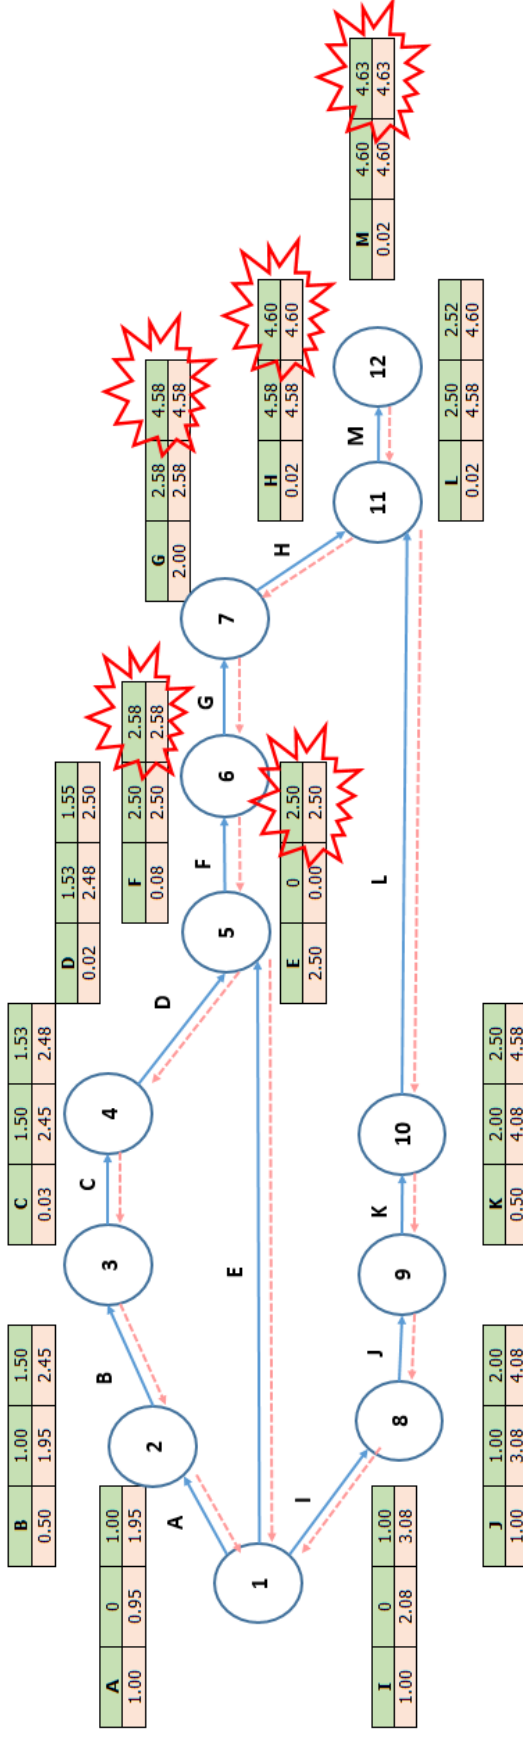 B 1.00 1.50
0.50 1.95 2.45
C 1.50 1.53
0.03 2.45 2.48
D 1.53 1.55
0.02 2.48 2.50
A 0 1.00
1.00 0.95 1.95
F 2.50 2.58
0.08 2.50 2.58
G 2.58 4.58
2.00 2.58 4.58
E 0 2.50
2.50 0.00 2.50
H 4.58 4.60
0.02 4.58 4.60
M 4.60 4.63
0.02 4.60 4.63
I 0 1.00
1.00 2.08 3.08
L 2.50 2.52
0.02 4.58 4.60
J 1.00 2.00
1.00 3.08 4.08
K 2.00 2.50
0.50 4.08 4.58
1
A
2
B
3
C
4
D
E
5
F
6
G
7
H
I
8
J
9
K
10
L
11
M
12